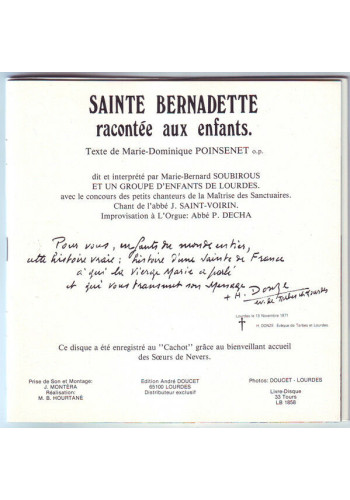 SAINTE BERNADETTE
racontée aux enfants.
Texte de Marie-Dominique POINSENET o.p.
dit et interprété par Marie-Bernard SOUBIROUS
ET UN GROUPE D'ENFANTS DE LOURDES.
avec le concours des petits chanteurs de la Maîtrise des Sanctuaires.
Chant de l'abbé J. SAINT-VOIRIN.
Improvisation à L'Orgue: Abbé P. DECHA
Pour vous, enfants du monde entier,
cette histoire vraie: l'histoire d'une Sainte de France
à qui la Vierge Marie a parlé
et qui vous transmet son Message
+ H. Donze
ev. de Tarbes et Lourdes
Lourdes le 12 Novembre 1971
H. DONZE Evêque de Tarbes et Lourdes.
Ce disque a été enregistré au "Cachot" grâce au bienveillant accueil
des Sœurs de Nevers.
Prise de Son et Montage:
J. MONTERA
Réalisation:
M. B. HOURTANE
Edition André DOUCET
65100 LOURDES
Distributeur exclusif
Photos: DOUCET - LOURDES
Livre-Disque
33 Tours
LB 1858